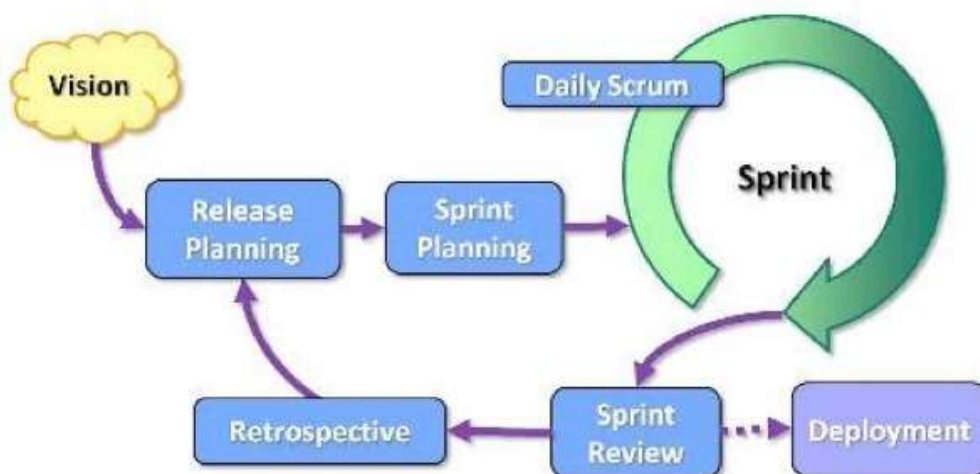 Vision
Daily Scrum
Sprint
Release
Planning
Sprint
Planning
Retrospective
Sprint
Review
Deployment